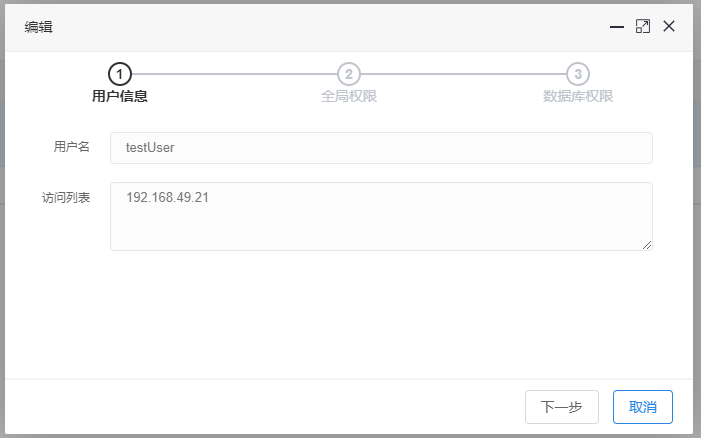 编辑
1
2
3
用户信息
全局权限
数据库权限
用户名
testUser
访问列表
192.168.49.21
下一步
取消